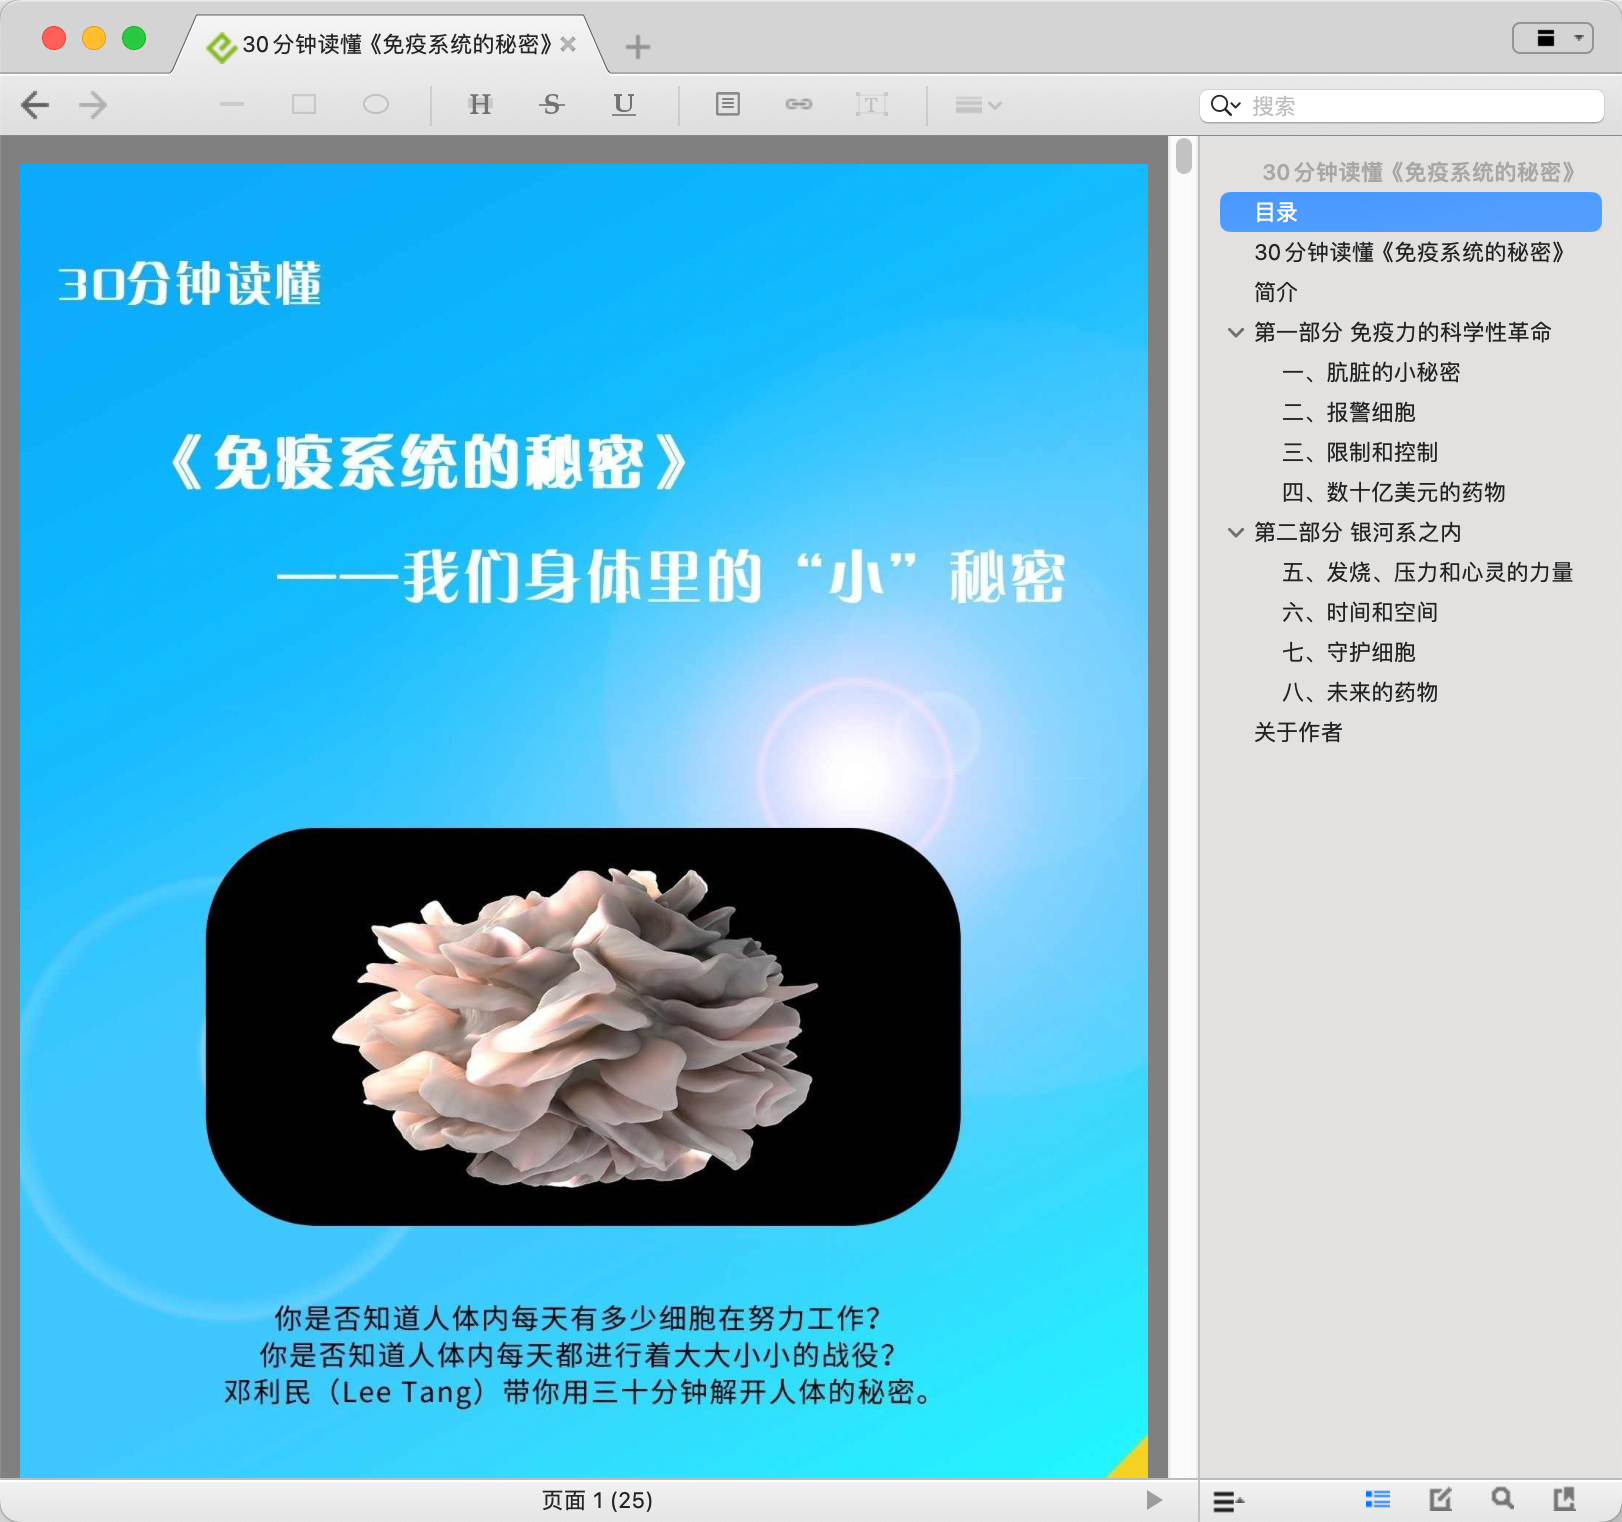 30分钟读懂《免疫系统的秘密》
H S U T
搜索
30分钟读懂
《免疫系统的秘密》
——我们身体里的“小”秘密
你是否知道人体内每天有多少细胞在努力工作？
你是否知道人体内每天都进行着大大小小的战役？
邓利民（Lee Tang）带你用三十分钟解开人体的秘密。
30分钟读懂《免疫系统的秘密》
目录
30分钟读懂《免疫系统的秘密》
简介
第一部分 免疫力的科学性革命
一、肮脏的小秘密
二、报警细胞
三、限制和控制
四、数十亿美元的药物
第二部分 银河系之内
五、发烧、压力和心灵的力量
六、时间和空间
七、守护细胞
八、未来的药物
关于作者
页面 1 (25)